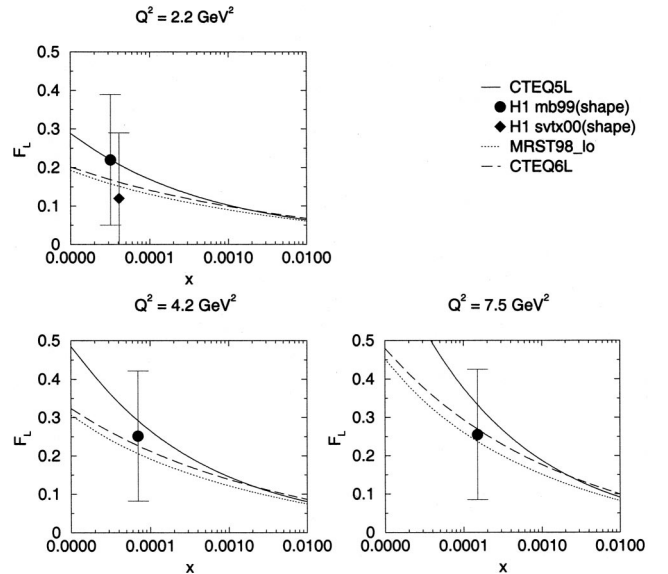 Q² = 2.2 GeV²
0.5
0.4
0.3
0.2
0.1
0
F_L
0.0000 0.0001 0.0010 0.0100
x
CTEQ5L
H1 mb99(shape)
H1 svtx00(shape)
MRST98_lo
CTEQ6L
Q² = 4.2 GeV²
0.5
0.4
0.3
0.2
0.1
0
F_L
0.0000 0.0001 0.0010 0.0100
x
Q² = 7.5 GeV²
0.5
0.4
0.3
0.2
0.1
0
F_L
0.0000 0.0001 0.0010 0.0100
x